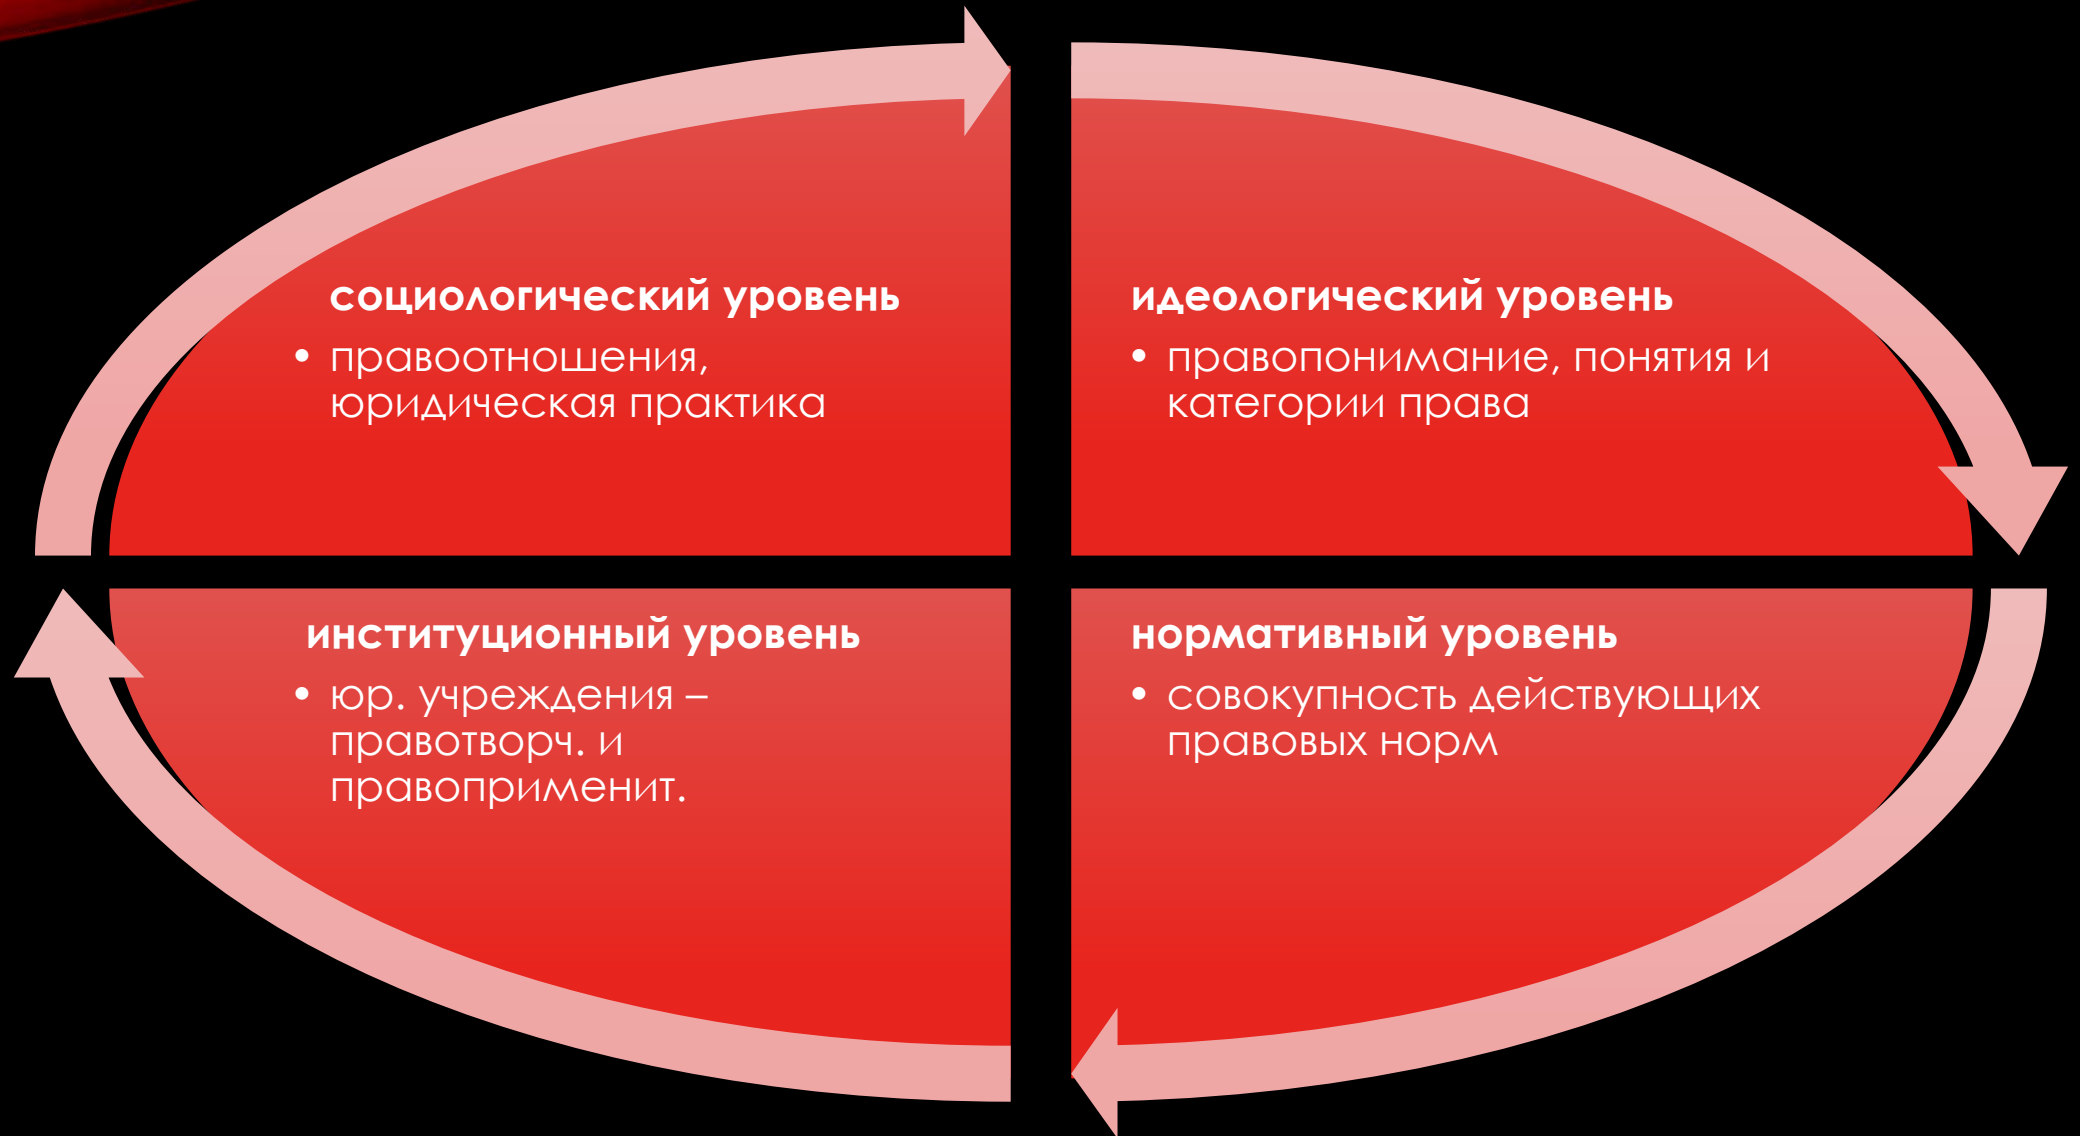 социологический уровень
• правоотношения,
юридическая практика
идеологический уровень
• правопонимание, понятия и
категории права
институционный уровень
• юр. учреждения –
правотворч. и
правоприменит.
нормативный уровень
• совокупность действующих
правовых норм